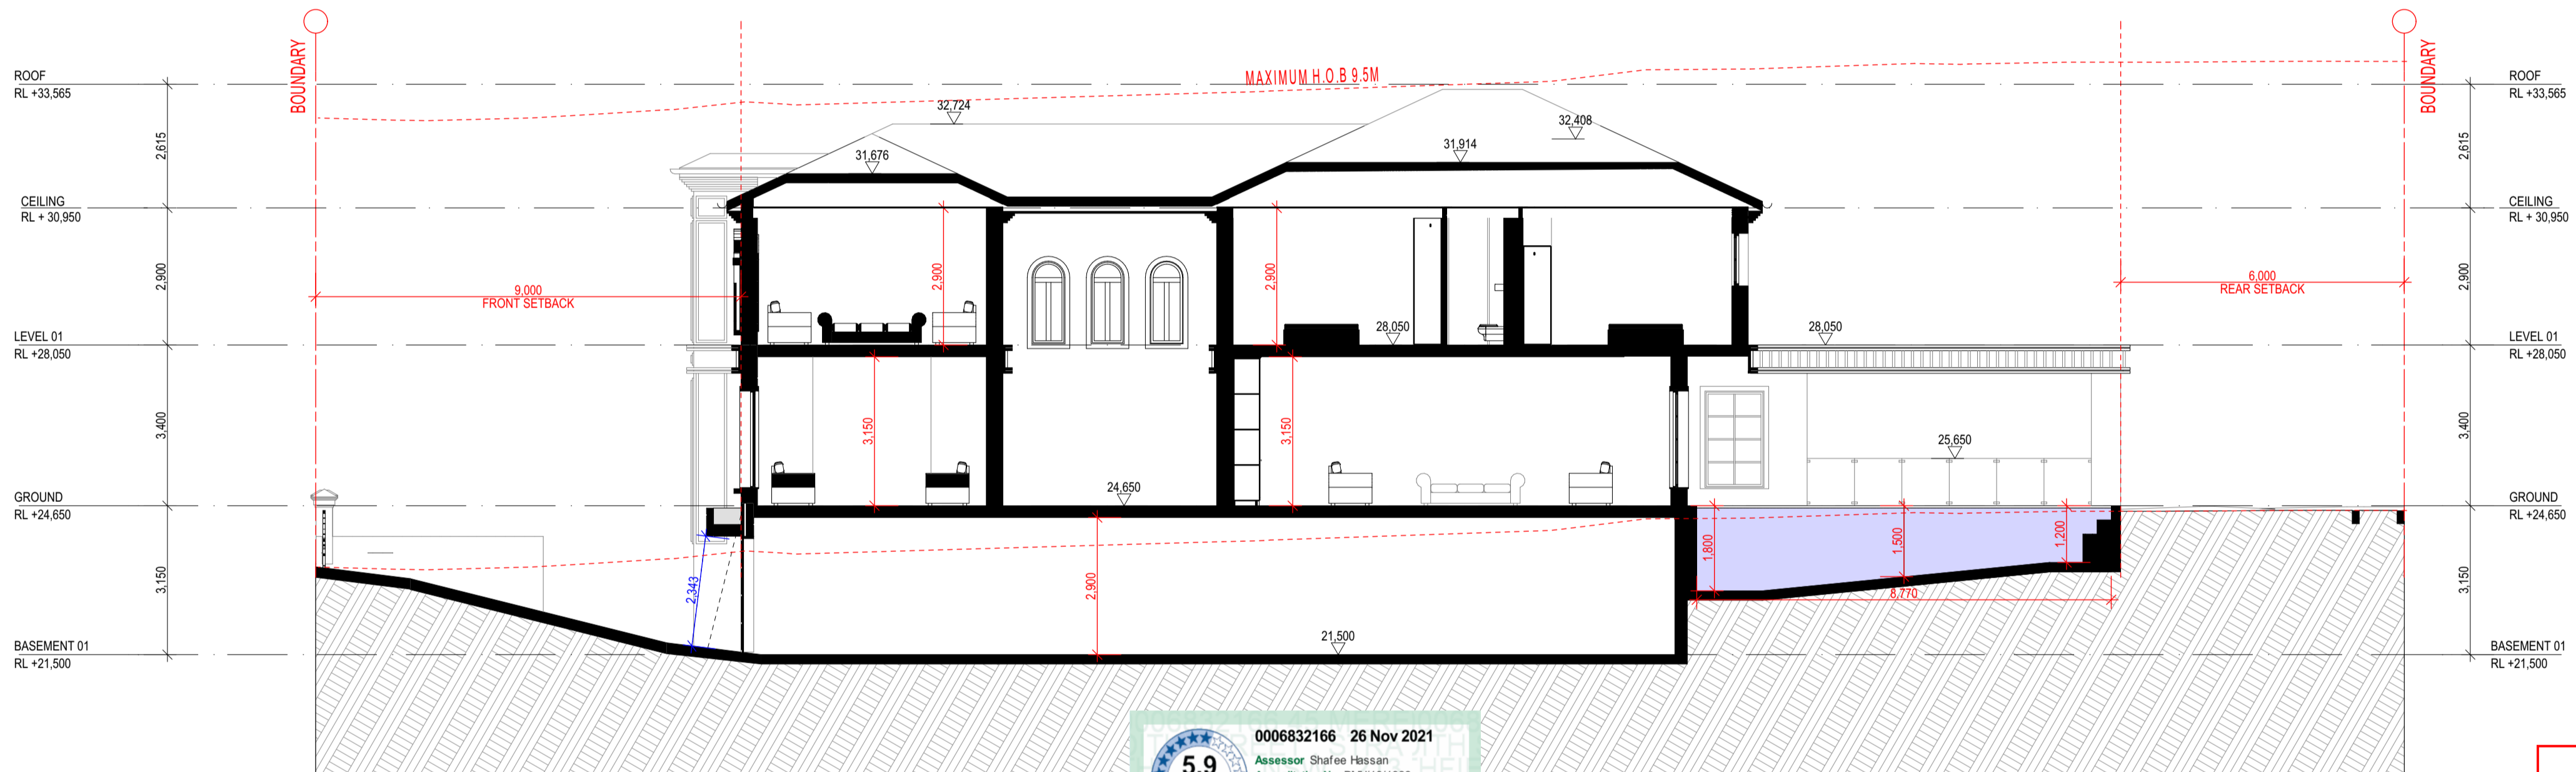 BOUNDARY
BOUNDARY
MAXIMUM H.O.B 9.5M
ROOF
RL +33,565
ROOF
RL +33,565
32,724
32,408
2,615
31,676
31,914
2,615
CEILING
RL + 30,950
CEILING
RL + 30,950
2,900
2,900
2,900
2,900
9,000
FRONT SETBACK
6,000
REAR SETBACK
LEVEL 01
RL +28,050
28,050
28,050
LEVEL 01
RL +28,050
3,400
3,150
3,150
25,650
3,400
GROUND
RL +24,650
24,650
GROUND
RL +24,650
3,150
2,343
2,900
1,800
1,500
1,200
3,150
8,770
BASEMENT 01
RL +21,500
21,500
BASEMENT 01
RL +21,500
0006832166 26 Nov 2021
5.9
Assessor Shafee Hassan